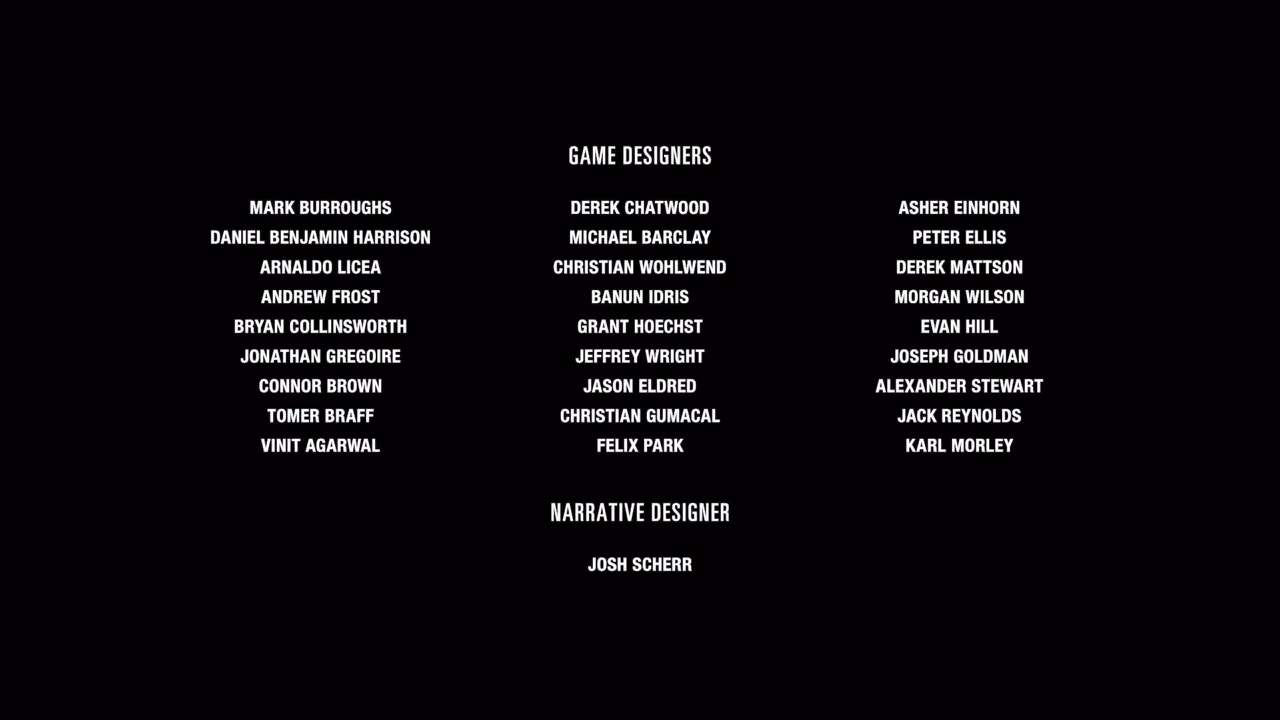 GAME DESIGNERS
MARK BURROUGHS DEREK CHATWOOD ASHER EINHORN
DANIEL BENJAMIN HARRISON MICHAEL BARCLAY PETER ELLIS
ARNALDO LICEA CHRISTIAN WOHLWEND DEREK MATTSON
ANDREW FROST BANUN IDRIS MORGAN WILSON
BRYAN COLLINSWORTH GRANT HOECHST EVAN HILL
JONATHAN GREGOIRE JEFFREY WRIGHT JOSEPH GOLDMAN
CONNOR BROWN JASON ELDRED ALEXANDER STEWART
TOMER BRAFF CHRISTIAN GUMACAL JACK REYNOLDS
VINIT AGARWAL FELIX PARK KARL MORLEY
NARRATIVE DESIGNER
JOSH SCHERR